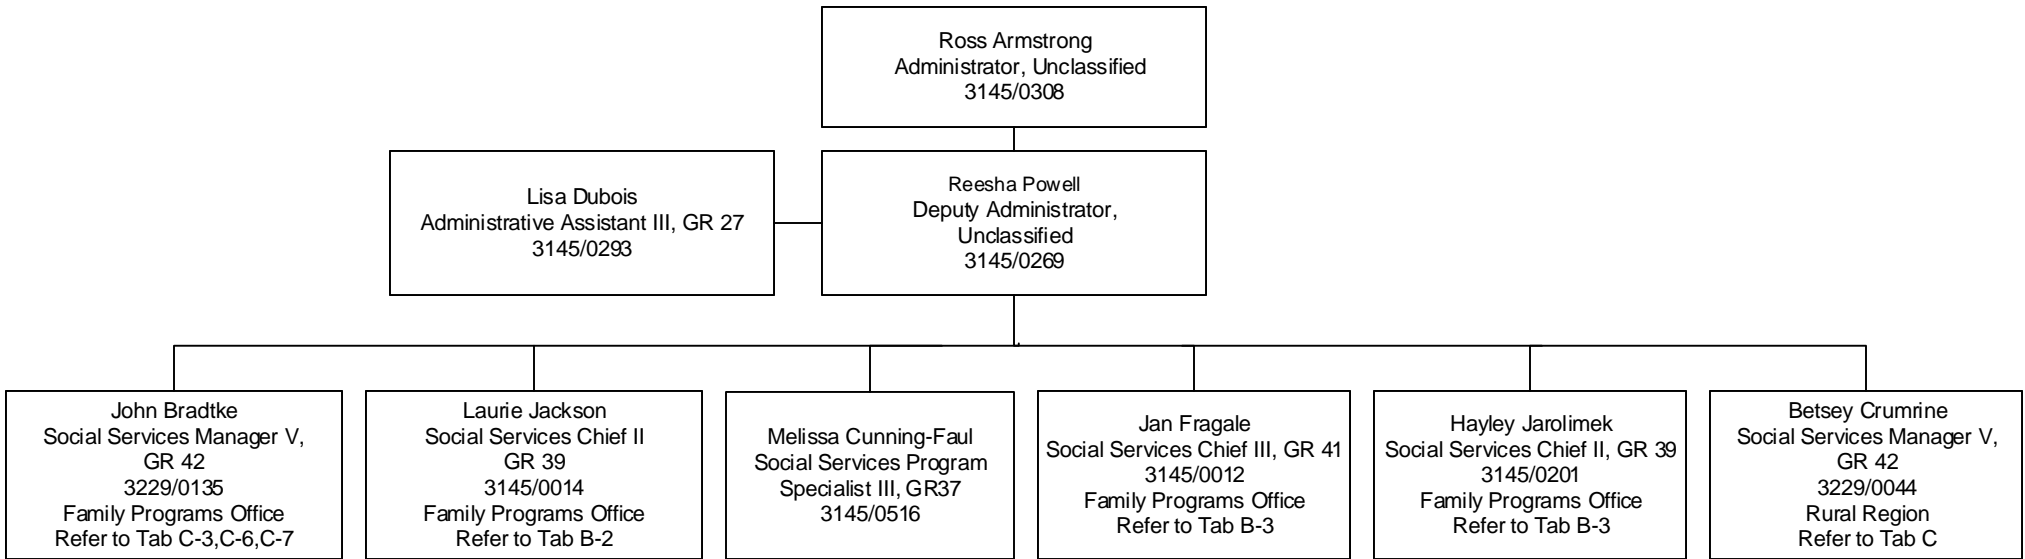 Ross Armstrong
Administrator, Unclassified
3145/0308
Lisa Dubois
Administrative Assistant III, GR 27
3145/0293
Reesha Powell
Deputy Administrator,
Unclassified
3145/0269
John Bradtke
Social Services Manager V,
GR 42
3229/0135
Family Programs Office
Refer to Tab C-3,C-6,C-7
Laurie Jackson
Social Services Chief II
GR 39
3145/0014
Family Programs Office
Refer to Tab B-2
Melissa Cunning-Faul
Social Services Program
Specialist III, GR37
3145/0516
Jan Fragale
Social Services Chief III, GR 41
3145/0012
Family Programs Office
Refer to Tab B-3
Hayley Jarolimek
Social Services Chief II, GR 39
3145/0201
Family Programs Office
Refer to Tab B-3
Betsey Crumrine
Social Services Manager V,
GR 42
3229/0044
Rural Region
Refer to Tab C